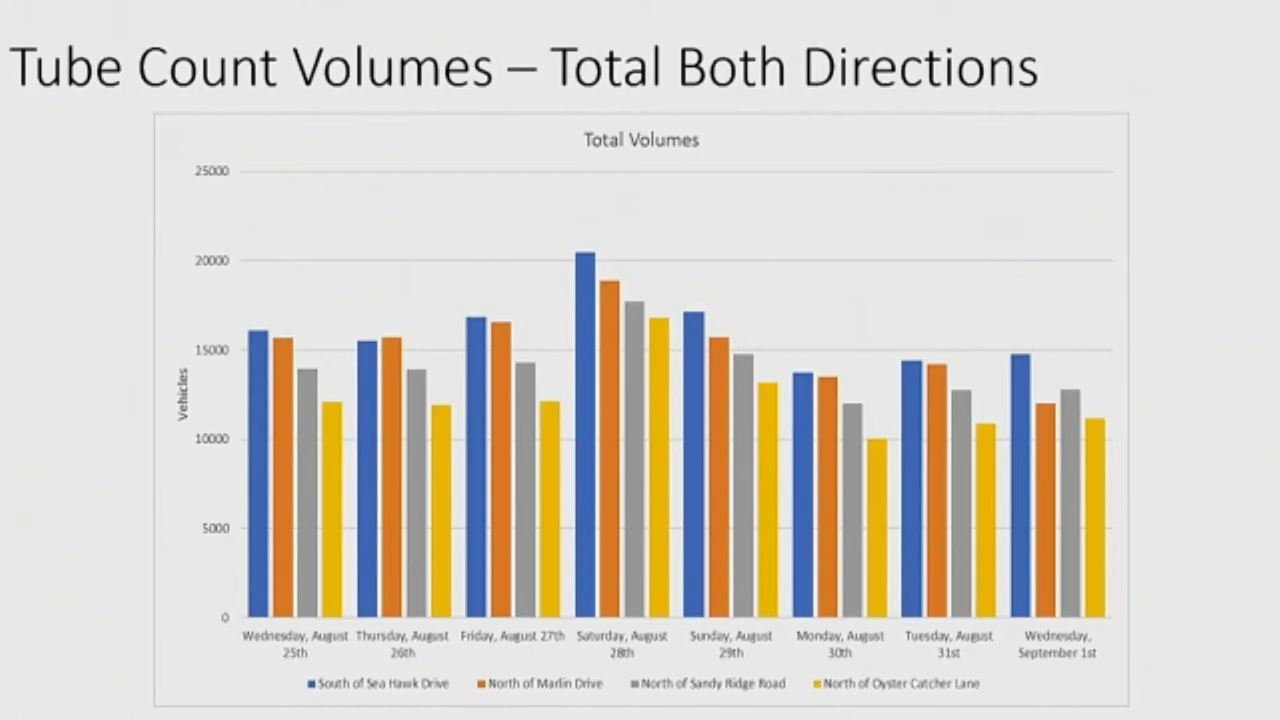 Tube Count Volumes – Total Both Directions
Total Volumes
25000
20000
15000
10000
5000
0
Vehicles
Wednesday, August 25th
Thursday, August 26th
Friday, August 27th
Saturday, August 28th
Sunday, August 29th
Monday, August 30th
Tuesday, August 31st
Wednesday, September 1st
South of Sea Hawk Drive
North of Marlin Drive
North of Sandy Ridge Road
North of Oyster Catcher Lane